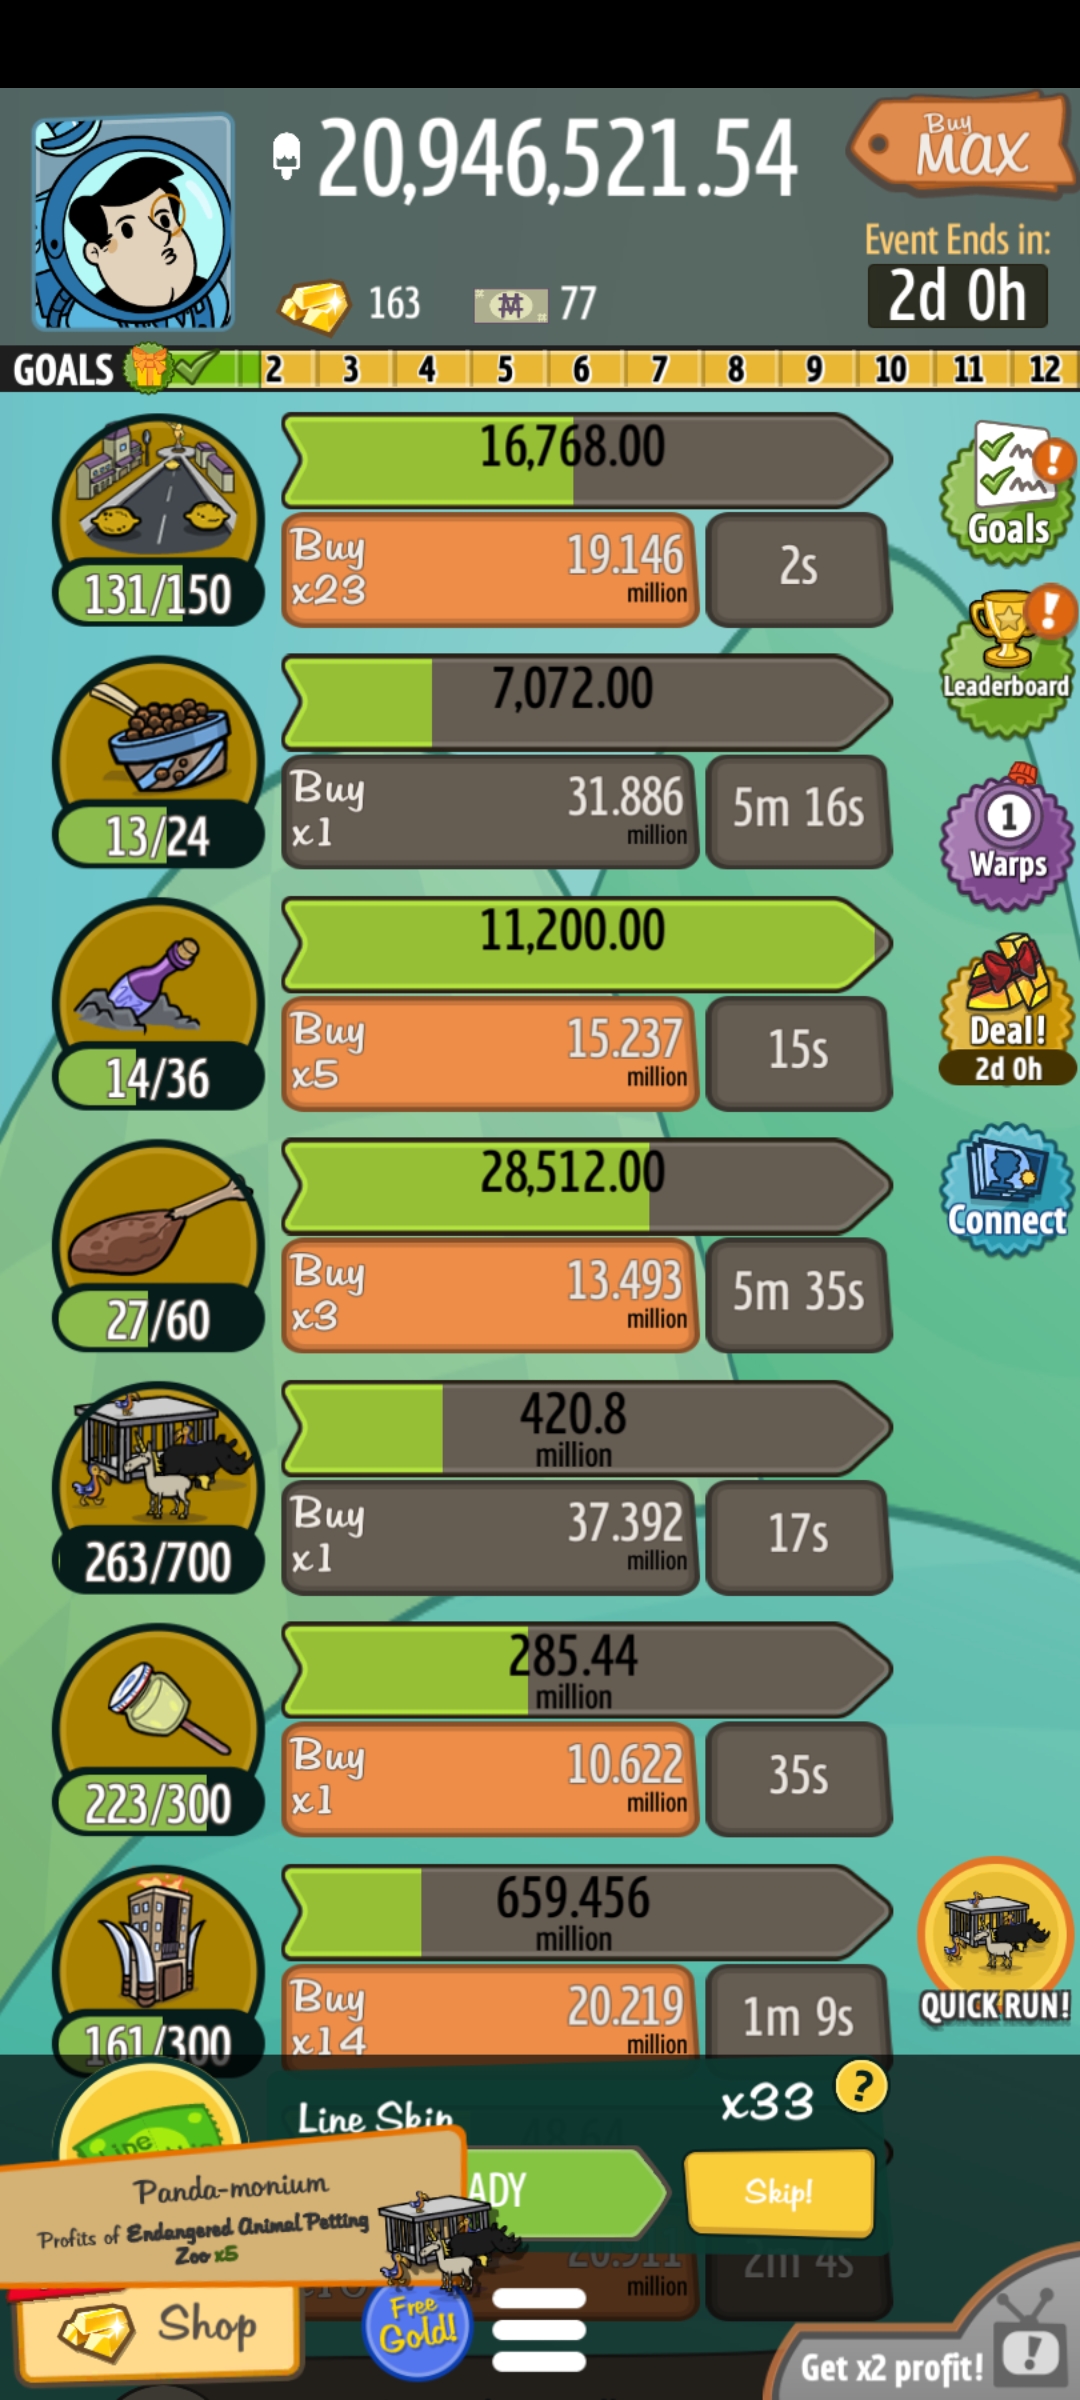 20,946,521.54
Buy
MAX
Event Ends in:
2d 0h
163
77
GOALS
2 3 4 5 6 7 8 9 10 11 12
16,768.00
Buy
x23
19.146
million
2s
131/150
Goals
7,072.00
Buy
x1
31.886
million
5m 16s
13/24
Leaderboard
1
Warps
11,200.00
Buy
x5
15.237
million
15s
14/36
Deal!
2d 0h
28,512.00
Buy
x3
13.493
million
5m 35s
27/60
Connect
420.8
million
Buy
x1
37.392
million
17s
263/700
285.44
million
Buy
x1
10.622
million
35s
223/300
659.456
million
Buy
x14
20.219
million
1m 9s
161/300
QUICK RUN!
Line Skip
x33
?
48.64
Line
ADY
Skip!
Panda-monium
Profits of Endangered Animal Petting
Zoo x5
20.911
million
2m 4s
Shop
Free
Gold!
Get x2 profit!